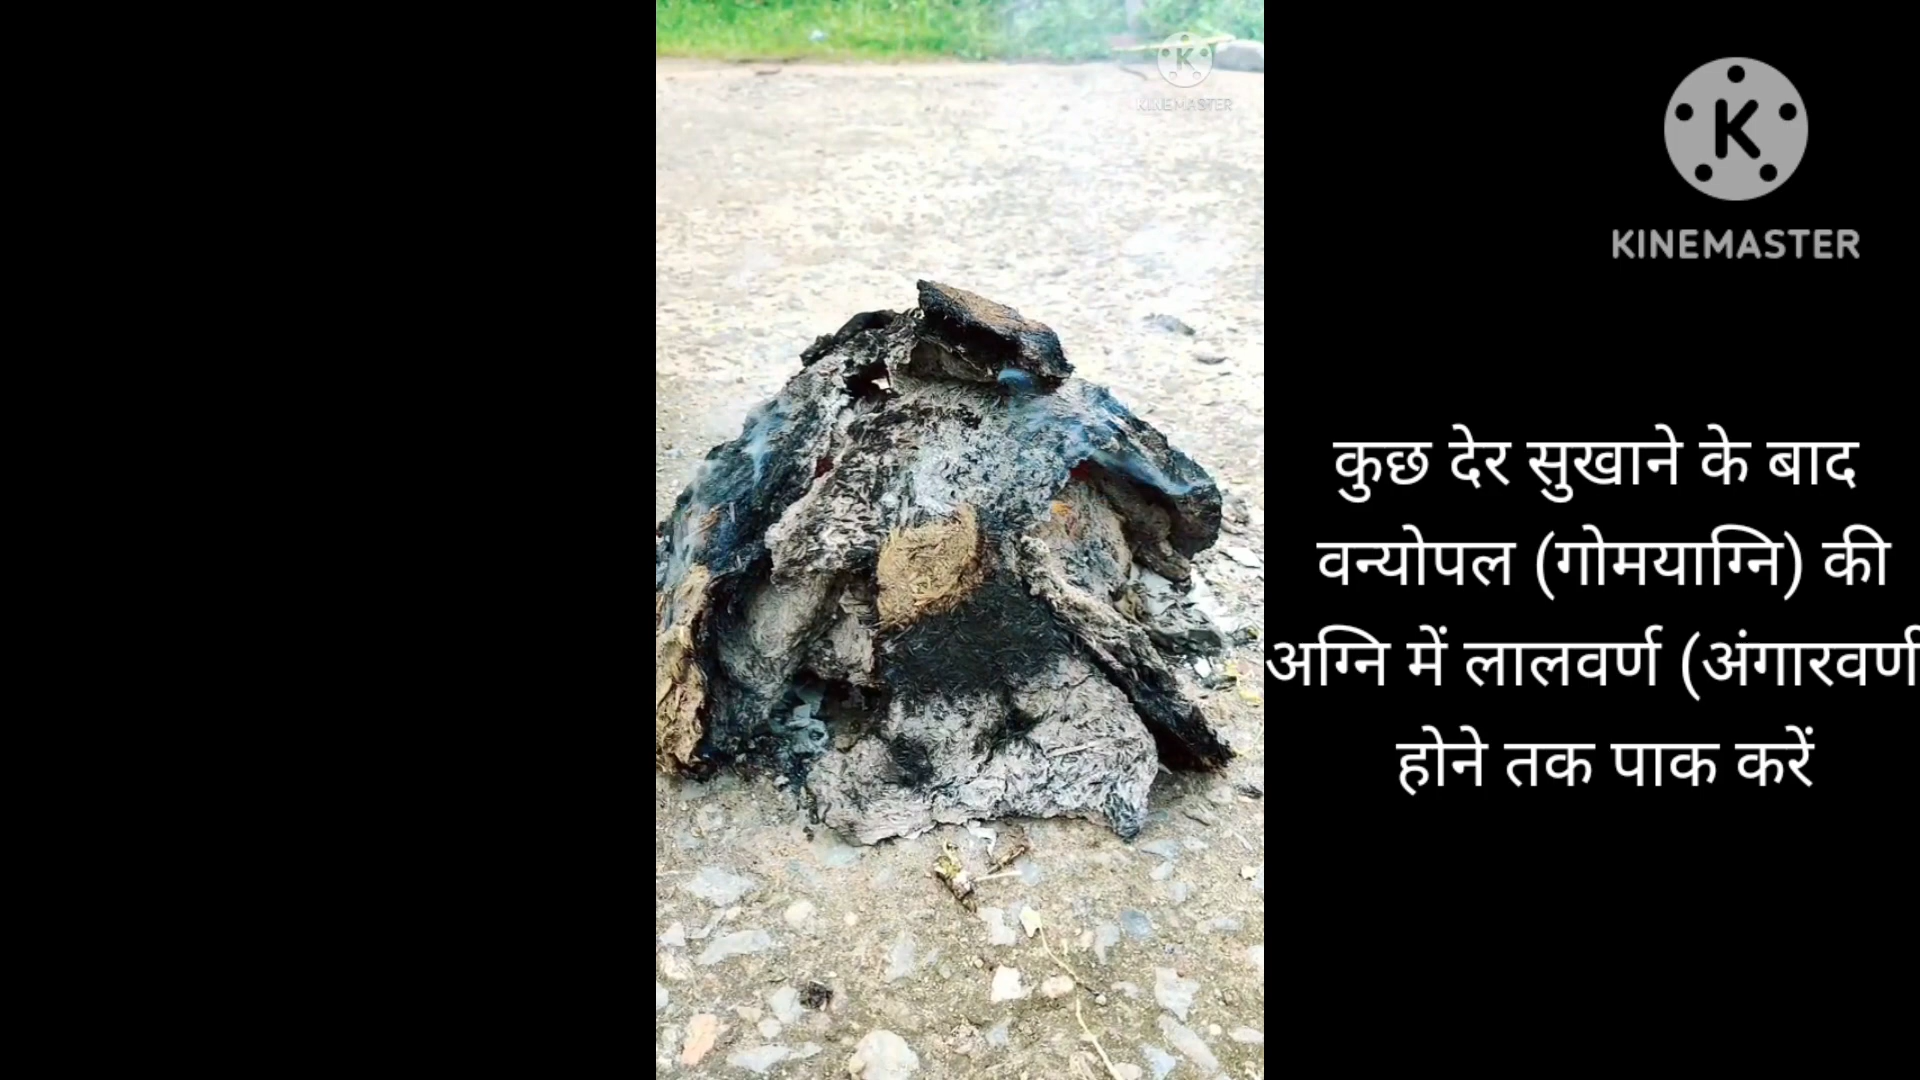 KINEMASTER
KINEMASTER
कुछ देर सुखाने के बाद
वन्योपल (गोमयाग्नि) की
अग्नि में लालवर्ण (अंगारवर्ण
होने तक पाक करें